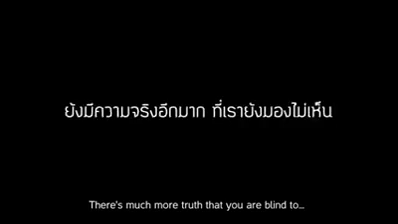 ยังมีความจริงอีกมาก ที่เรายังมองไม่เห็น
There's much more truth that you are blind to...